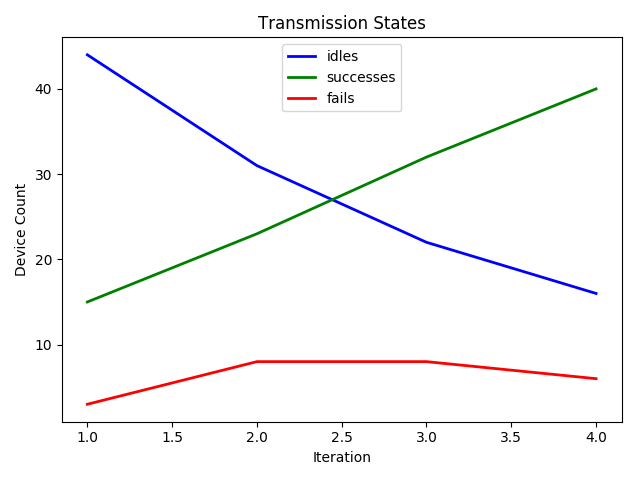 Transmission States
idles
successes
fails
Device Count
40
30
20
10
1.0 1.5 2.0 2.5 3.0 3.5 4.0
Iteration